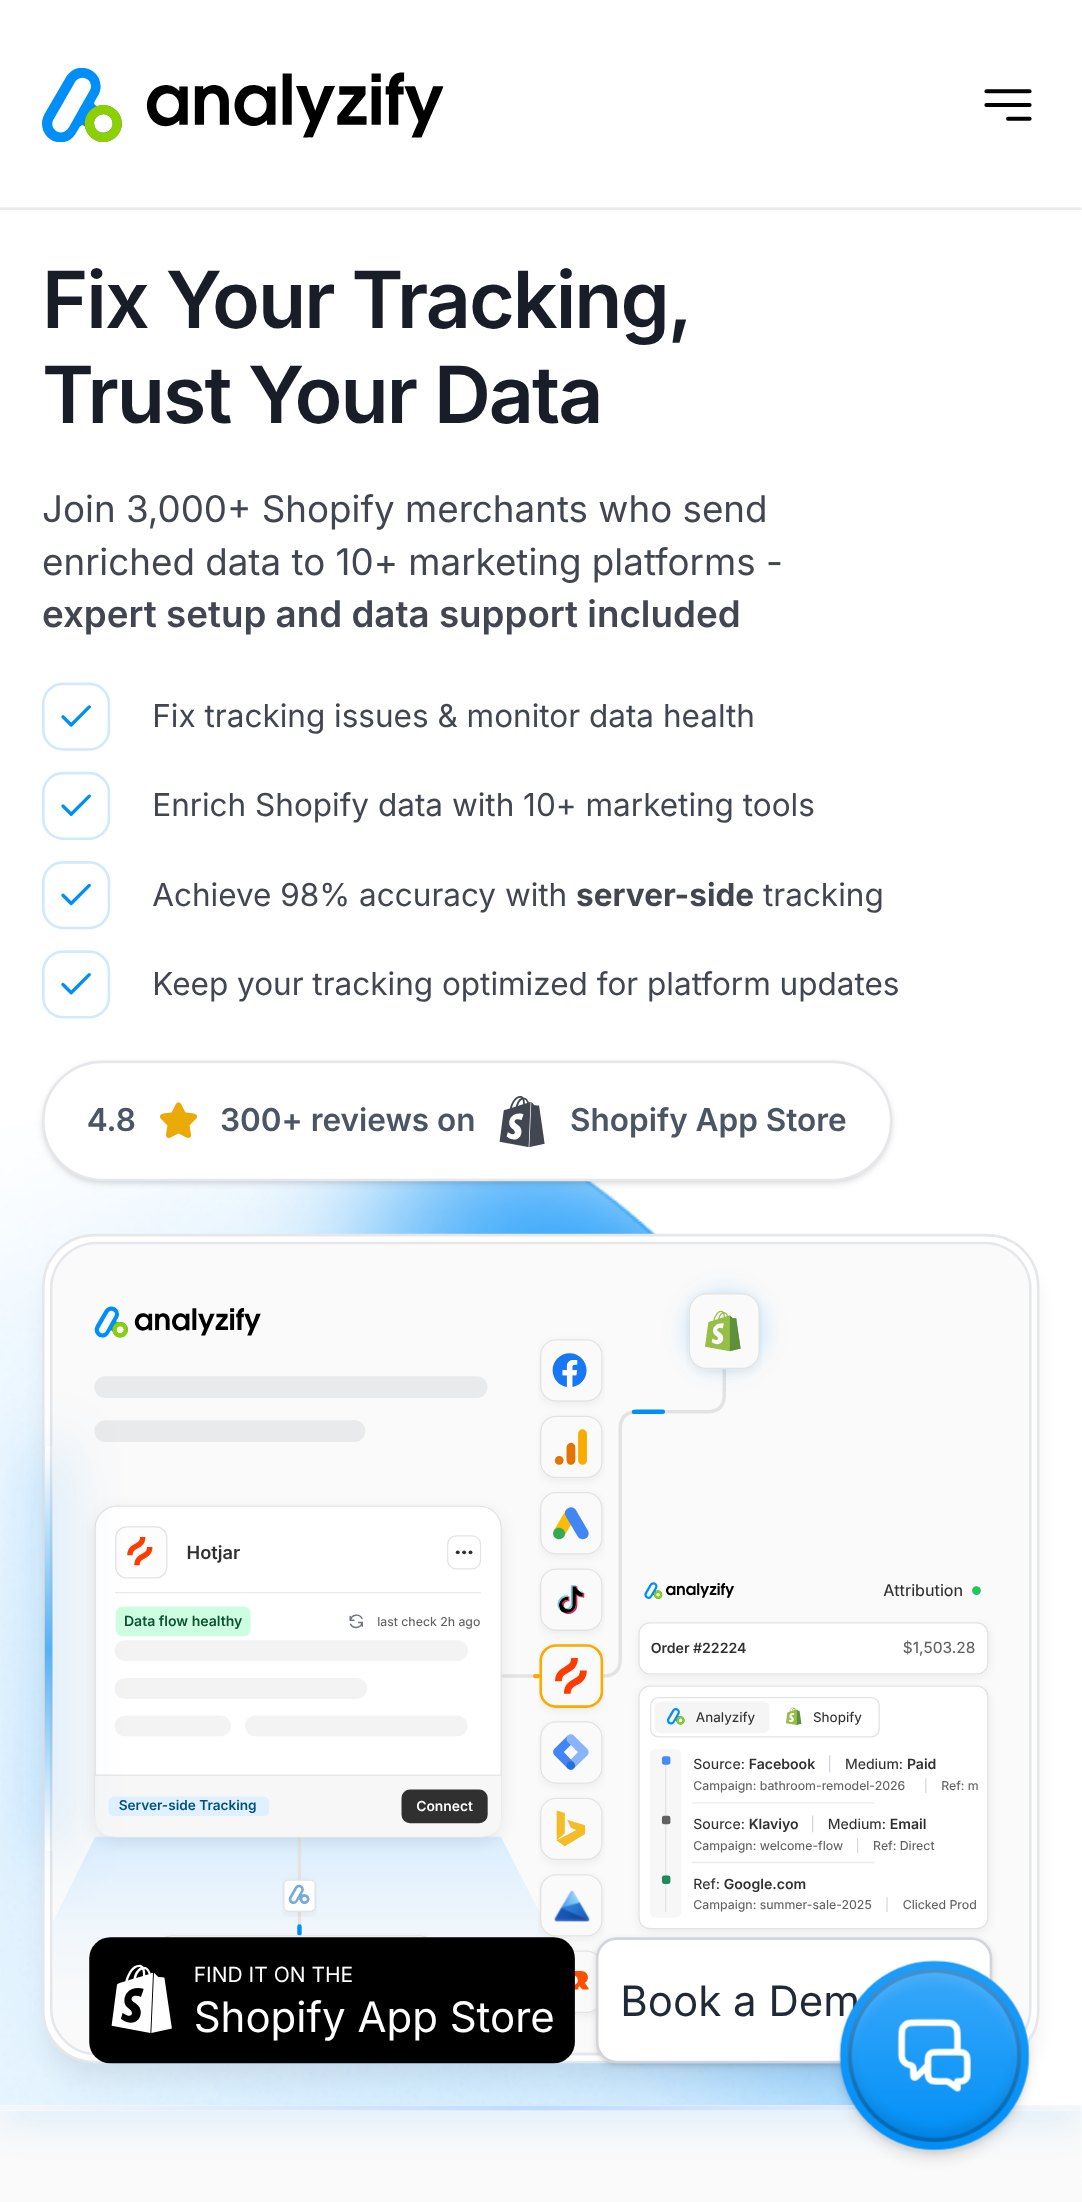 analyzify
Fix Your Tracking,
Trust Your Data
Join 3,000+ Shopify merchants who send
enriched data to 10+ marketing platforms -
expert setup and data support included
Fix tracking issues & monitor data health
Enrich Shopify data with 10+ marketing tools
Achieve 98% accuracy with server-side tracking
Keep your tracking optimized for platform updates
4.8 300+ reviews on Shopify App Store
analyzify
Hotjar
Data flow healthy last check 2h ago
Server-side Tracking Connect
analyzify Attribution
Order #22224 $1,503.28
Analyzify Shopify
Source: Facebook | Medium: Paid
Campaign: bathroom-remodel-2026 | Ref: m
Source: Klaviyo | Medium: Email
Campaign: welcome-flow | Ref: Direct
Ref: Google.com
Campaign: summer-sale-2025 | Clicked Prod
FIND IT ON THE
Shopify App Store
Book a Dem